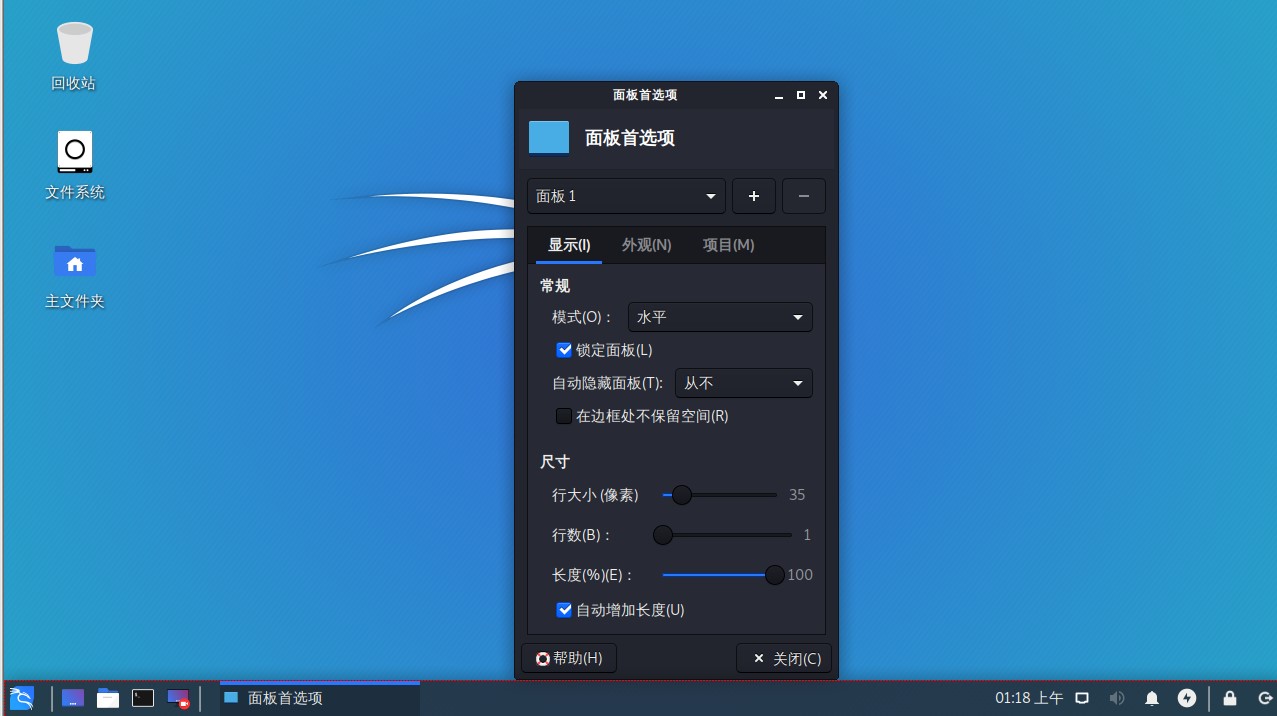 回收站
文件系统
主文件夹
面板首选项
面板首选项
面板 1
显示(I) 外观(N) 项目(M)
常规
模式(O)： 水平
锁定面板(L)
自动隐藏面板(T): 从不
在边框处不保留空间(R)
尺寸
行大小 (像素) 35
行数(B)： 1
长度(%)(E)： 100
自动增加长度(U)
帮助(H) 关闭(C)
面板首选项 01:18 上午